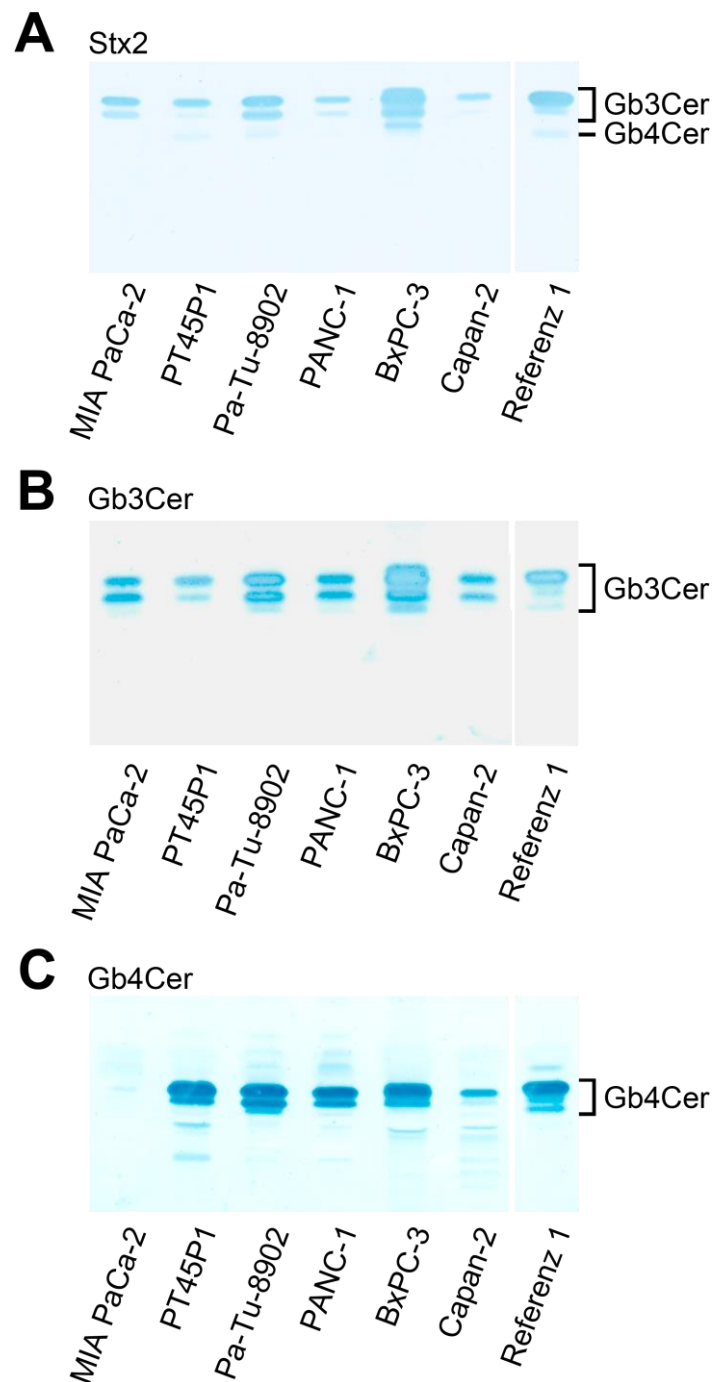 A
Stx2
Gb3Cer
Gb4Cer
MIA PaCa-2
PT45P1
Pa-Tu-8902
PANC-1
BxPC-3
Capan-2
Referenz 1
B
Gb3Cer
Gb3Cer
MIA PaCa-2
PT45P1
Pa-Tu-8902
PANC-1
BxPC-3
Capan-2
Referenz 1
C
Gb4Cer
Gb4Cer
MIA PaCa-2
PT45P1
Pa-Tu-8902
PANC-1
BxPC-3
Capan-2
Referenz 1